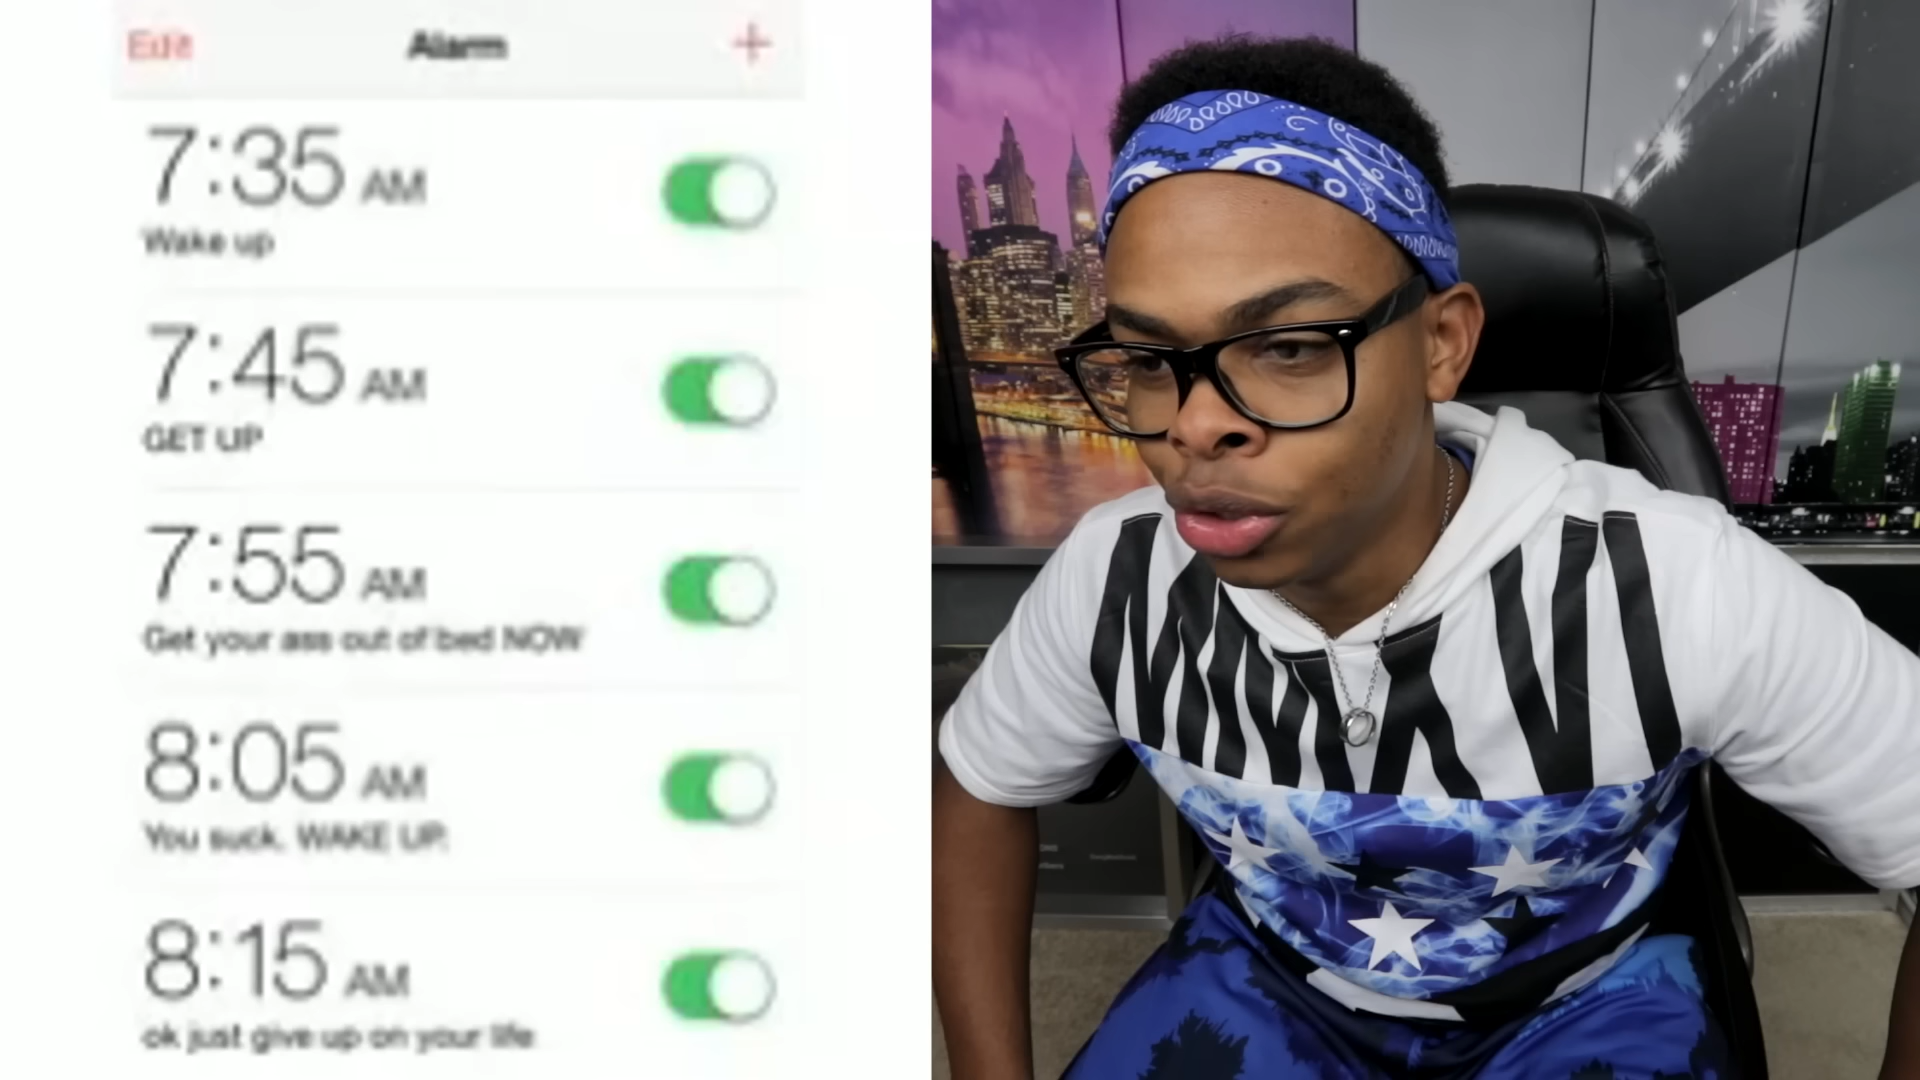 Edit
Alarm
+
7:35 AM
Wake up
7:45 AM
GET UP
7:55 AM
Get your ass out of bed NOW
8:05 AM
You suck. WAKE UP.
8:15 AM
ok just give up on your life